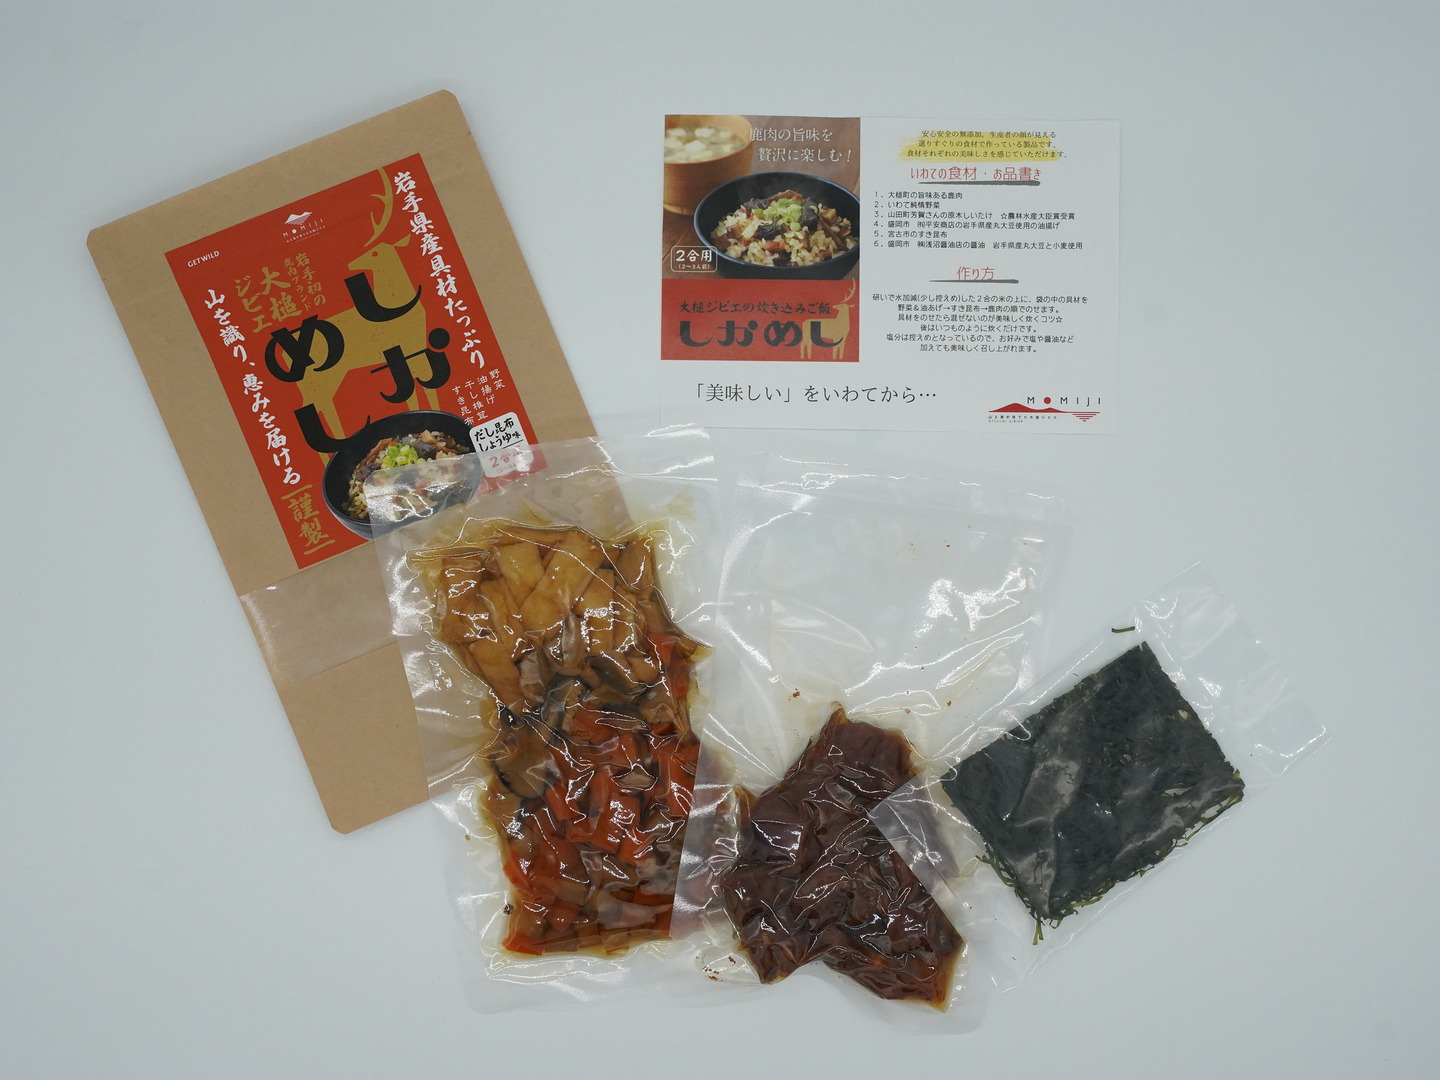 MOMIJI
GETWILD
岩手県産具材たっぷり
岩手初の
大槌
ジビエ
山を識り、恵みを届ける
しかめし
野菜
油揚げ
干し椎茸
すき昆布
だし昆布
しょうゆ味
2合
謹製
鹿肉の旨味を
贅沢に楽しむ！
2合用
(2〜3人前)
大槌ジビエの炊き込みご飯
しかめし
安心安全の無添加。生産者の顔が見える
選りすぐりの食材で作っている製品です。
食材それぞれの美味しさを感じていただけます。
いわての食材・お品書き
1．大槌町の旨味ある鹿肉
2．いわて純情野菜
3．山田町芳賀さんの原木しいたけ　☆農林水産大臣賞受賞
4．盛岡市　㈲平安商店の岩手県産丸大豆使用の油揚げ
5．宮古市のすき昆布
6．盛岡市　㈱浅沼醤油店の醤油　岩手県産丸大豆と小麦使用
作り方
研いで水加減(少し控えめ)した２合の米の上に、袋の中の具材を
野菜＆油あげ→すき昆布→鹿肉の順でのせます。
具材をのせたら混ぜないのが美味しく炊くコツ☆
後はいつものように炊くだけです。
塩分は控えめとなっているので、お好みで塩や醤油など
加えても美味しく召し上がれます。
「美味しい」をいわてから…
MOMIJI